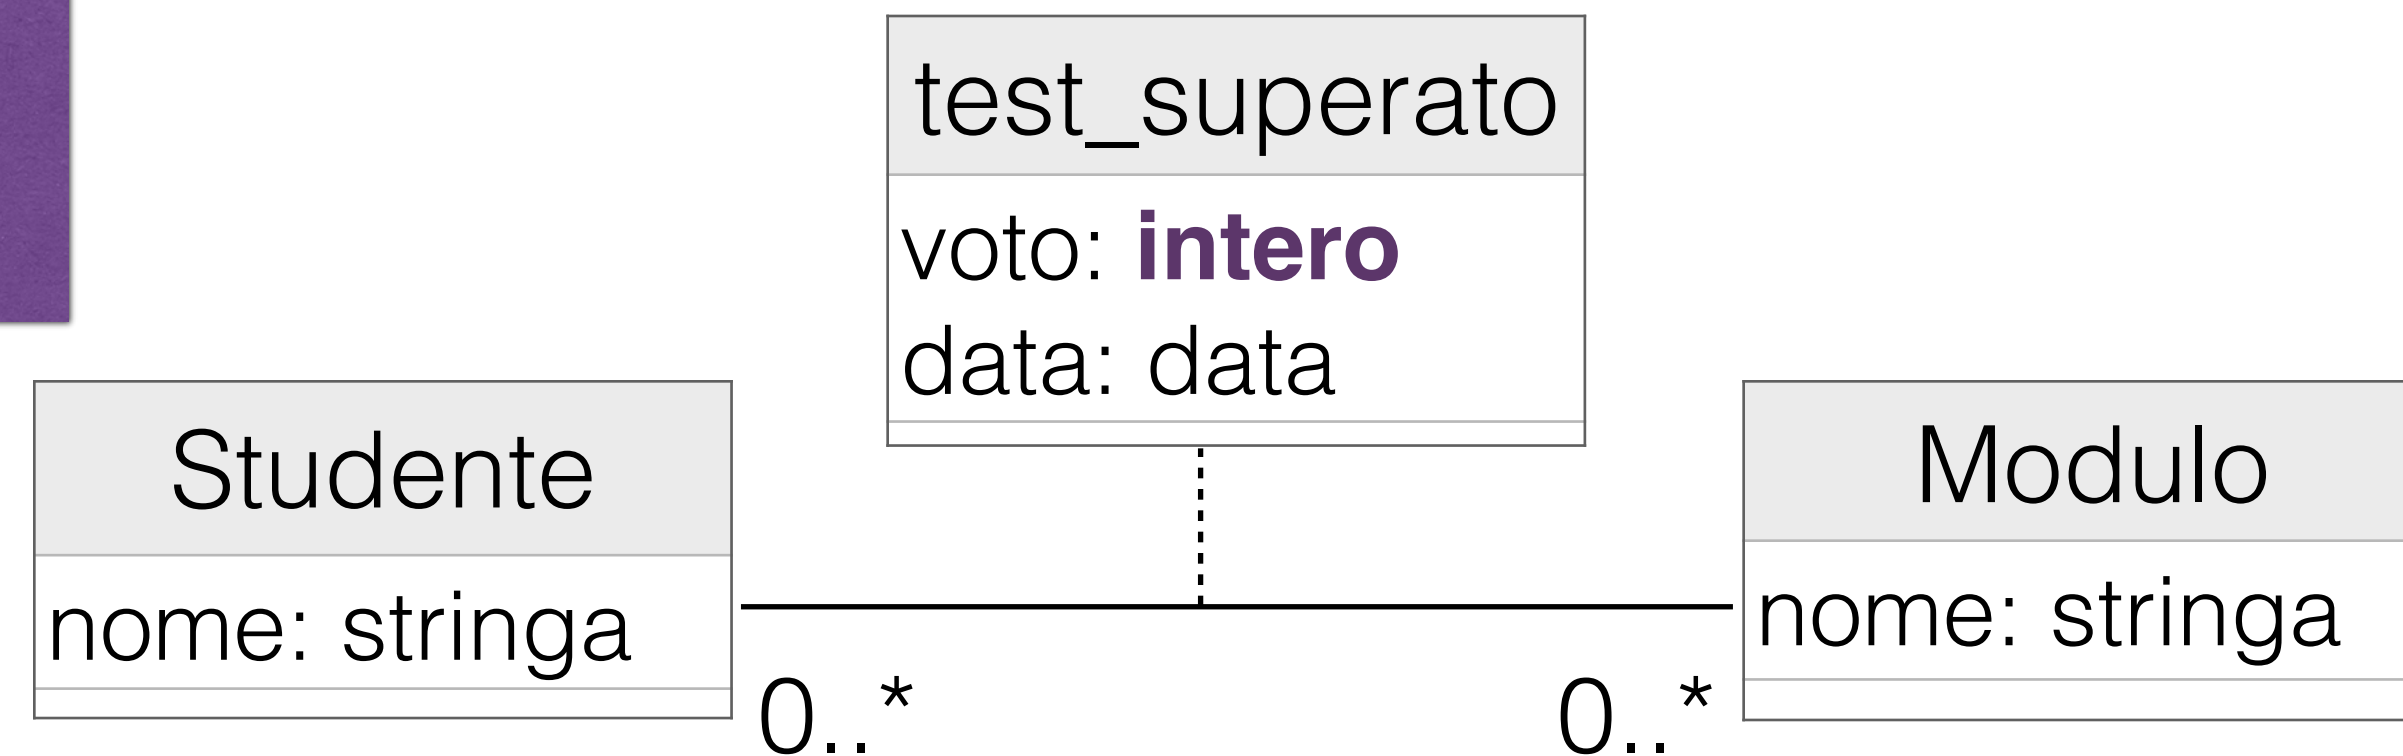 test_superato
voto: intero
data: data
Studente
nome: stringa
0..*
0..*
Modulo
nome: stringa